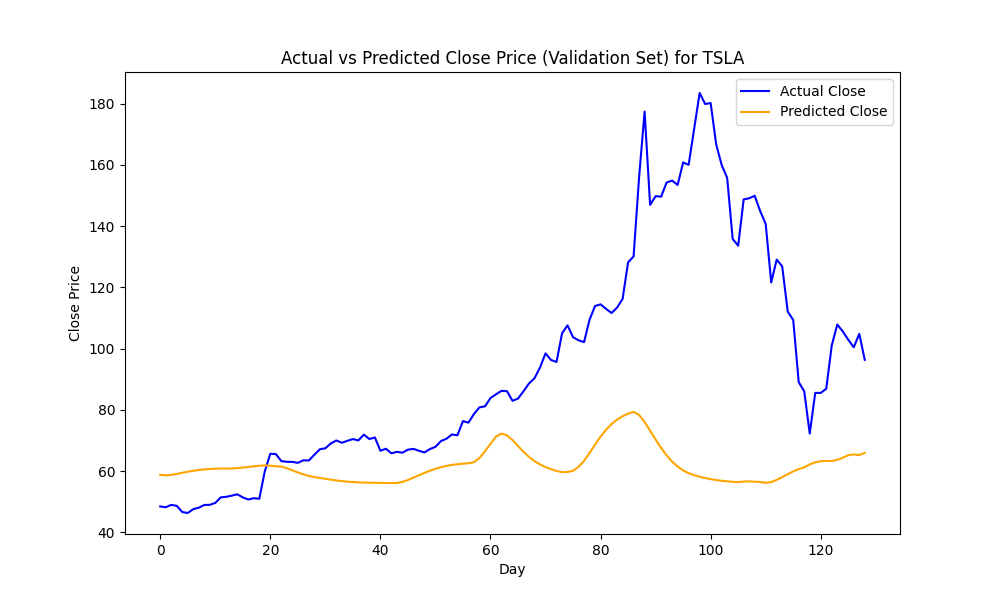 Actual vs Predicted Close Price (Validation Set) for TSLA
Actual Close
Predicted Close
Close Price
180
160
140
120
100
80
60
40
0 20 40 60 80 100 120
Day